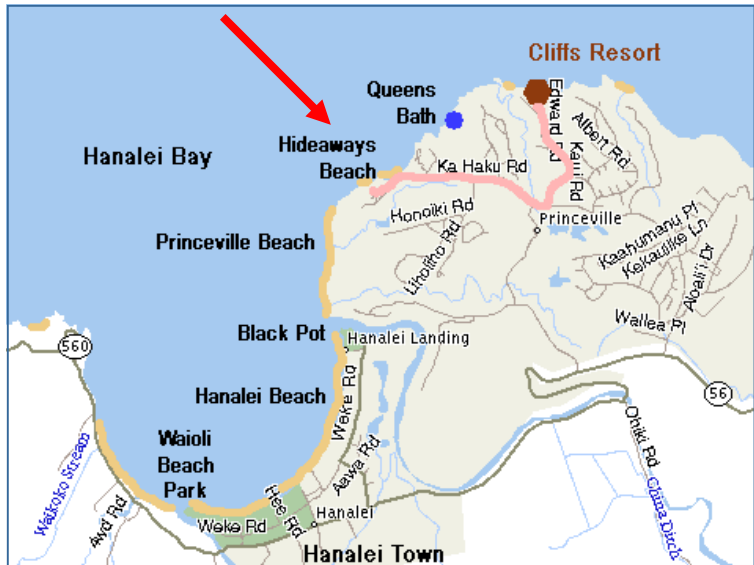 Cliffs Resort
Queens
Bath
Edward Rd
Albert Rd
Kaui Rd
Hideaways
Beach
Hanalei Bay
Ka Haku Rd
Honoiki Rd
Princeville
Liholiho Rd
Kaahumanu Pl
Kekaulike Ln
Aloali'i Dr
Princeville Beach
Wallea Pl
Black Pot
Hanalei Landing
560
56
Hanalei Beach
Weke Rd
Waioli
Beach
Park
Waikoko Stream
Awd Rd
Aawa Rd
Hee Rd
Weke Rd
Hanalei
Ohiki Rd
China Ditch
Hanalei Town